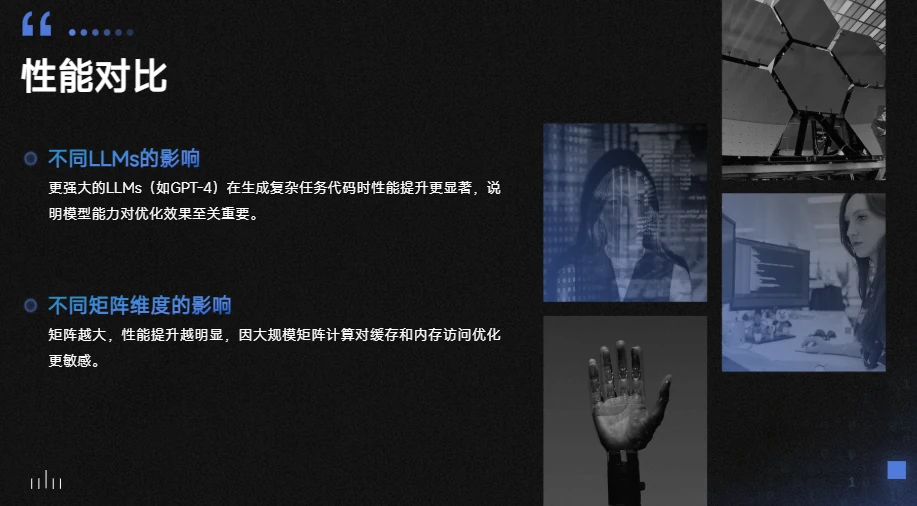 性能对比
不同LLMs的影响
更强大的LLMs（如GPT-4）在生成复杂任务代码时性能提升更显著，说
明模型能力对优化效果至关重要。
不同矩阵维度的影响
矩阵越大，性能提升越明显，因大规模矩阵计算对缓存和内存访问优化
更敏感。